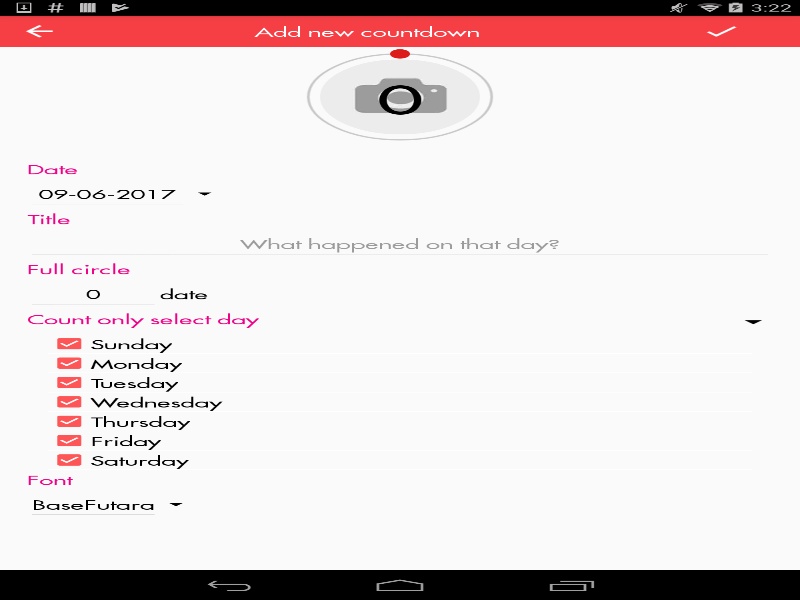 3:22
Add new countdown
0
Date
09-06-2017
Title
What happened on that day?
Full circle
0 date
Count only select day
Sunday
Monday
Tuesday
Wednesday
Thursday
Friday
Saturday
Font
BaseFutara